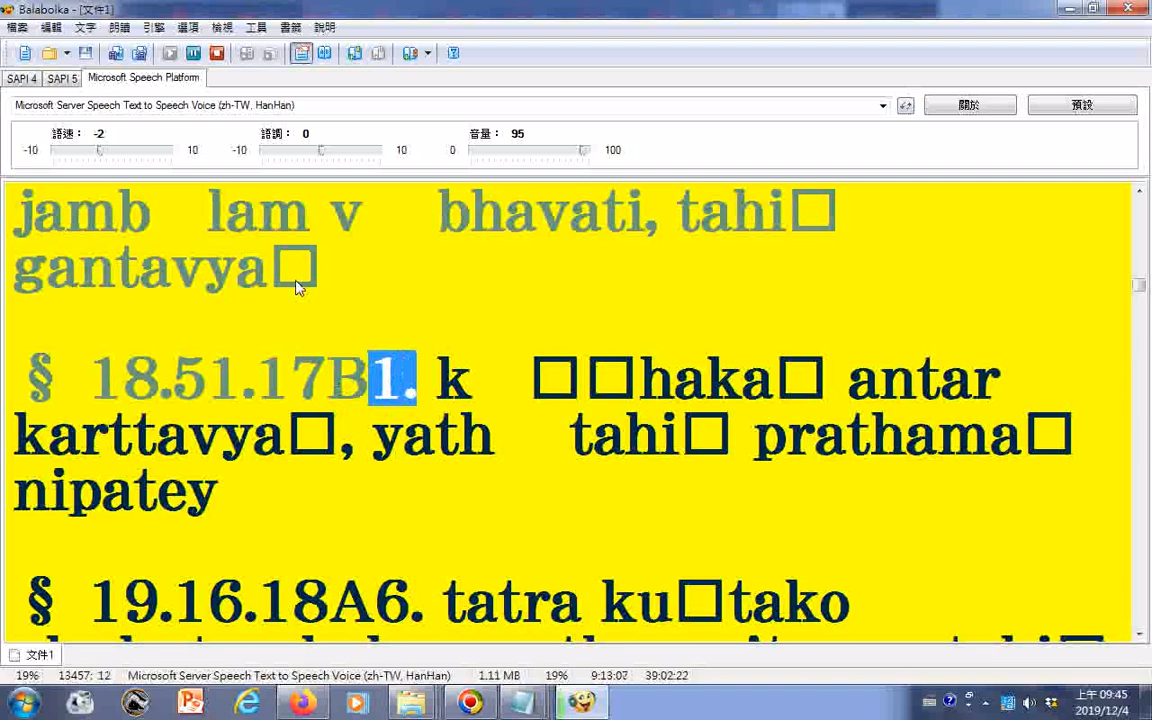 Balabolka - [文件1]
檔案 編輯 文字 朗讀 引擎 選項 檢視 工具 書籤 說明
SAPI 4 SAPI 5 Microsoft Speech Platform
Microsoft Server Speech Text to Speech Voice (zh-TW, HanHan) 關於 預設
語速： -2 語調： 0 音量： 95
-10 10 -10 10 0 100
jamb lam v bhavati, tahi□
gantavya□
§ 18.51.17B1. k □□haka□ antar
karttavya□, yath tahi□ prathama□
nipatey
§ 19.16.18A6. tatra ku□tako
文件1
19% 13457: 12 Microsoft Server Speech Text to Speech Voice (zh-TW, HanHan) 1.11 MB 19% 9:13:07 39:02:22
上午 09:45
2019/12/4